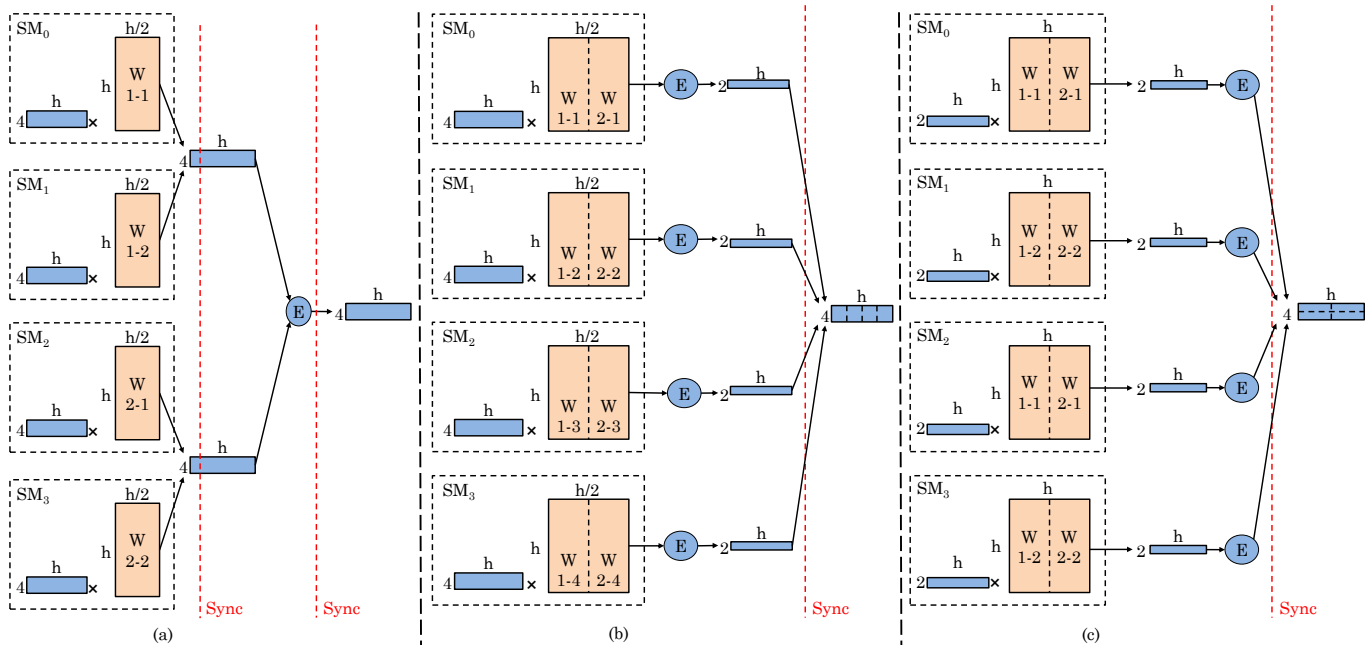 SM0
h/2
h
W
1-1
h
4
×
h
4
SM1
h/2
h
W
1-2
h
4
×
E
h
4
SM2
h/2
h
W
2-1
h
4
×
h
4
SM3
h/2
h
W
2-2
h
4
×
Sync
Sync
(a)
SM0
h/2
h
W W
1-1 2-1
h
4
×
E
2
h
SM1
h/2
h
W W
1-2 2-2
h
4
×
E
2
h
h
4
SM2
h/2
h
W W
1-3 2-3
h
4
×
E
2
h
SM3
h/2
h
W W
1-4 2-4
h
4
×
E
2
h
Sync
(b)
SM0
h
h
W W
1-1 2-1
h
2
×
2
h
E
SM1
h
h
W W
1-2 2-2
h
2
×
2
h
E
h
4
SM2
h
h
W W
1-1 2-1
h
2
×
2
h
E
SM3
h
h
W W
1-2 2-2
h
2
×
2
h
E
Sync
(c)